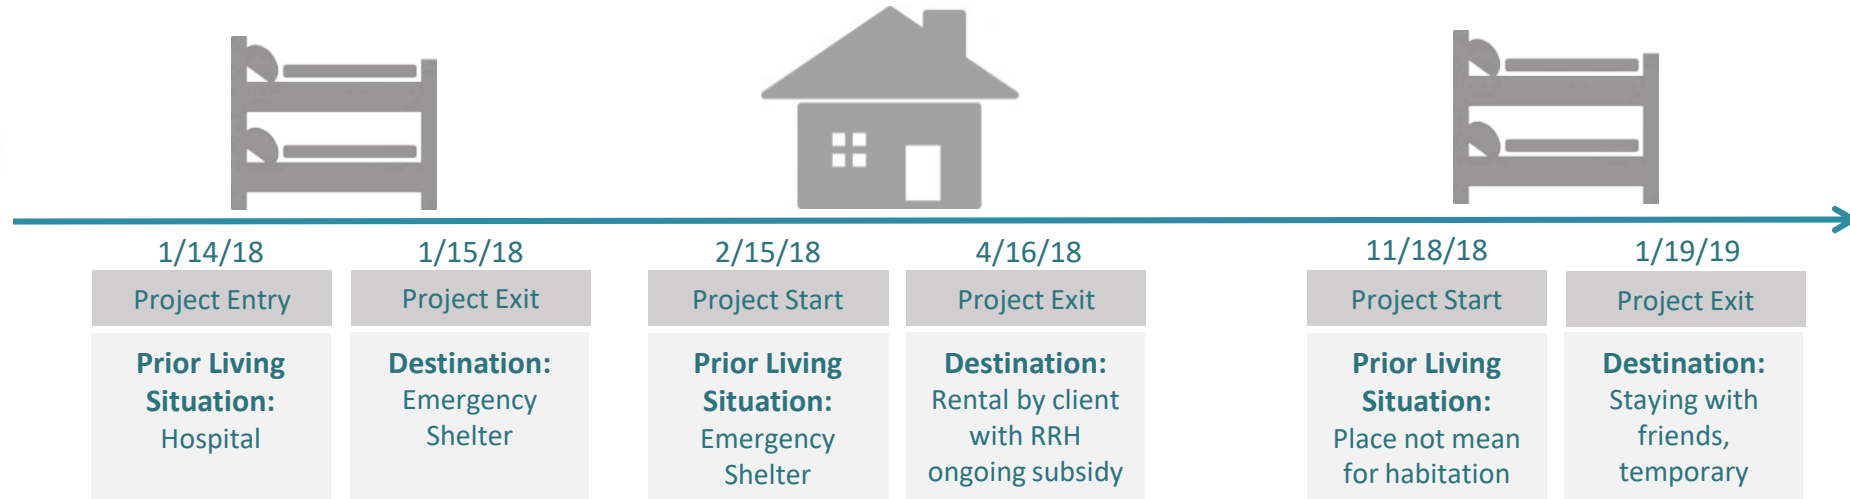 1/14/18
Project Entry
Prior Living
Situation:
Hospital
1/15/18
Project Exit
Destination:
Emergency
Shelter
2/15/18
Project Start
Prior Living
Situation:
Emergency
Shelter
4/16/18
Project Exit
Destination:
Rental by client
with RRH
ongoing subsidy
11/18/18
Project Start
Prior Living
Situation:
Place not mean
for habitation
1/19/19
Project Exit
Destination:
Staying with
friends,
temporary